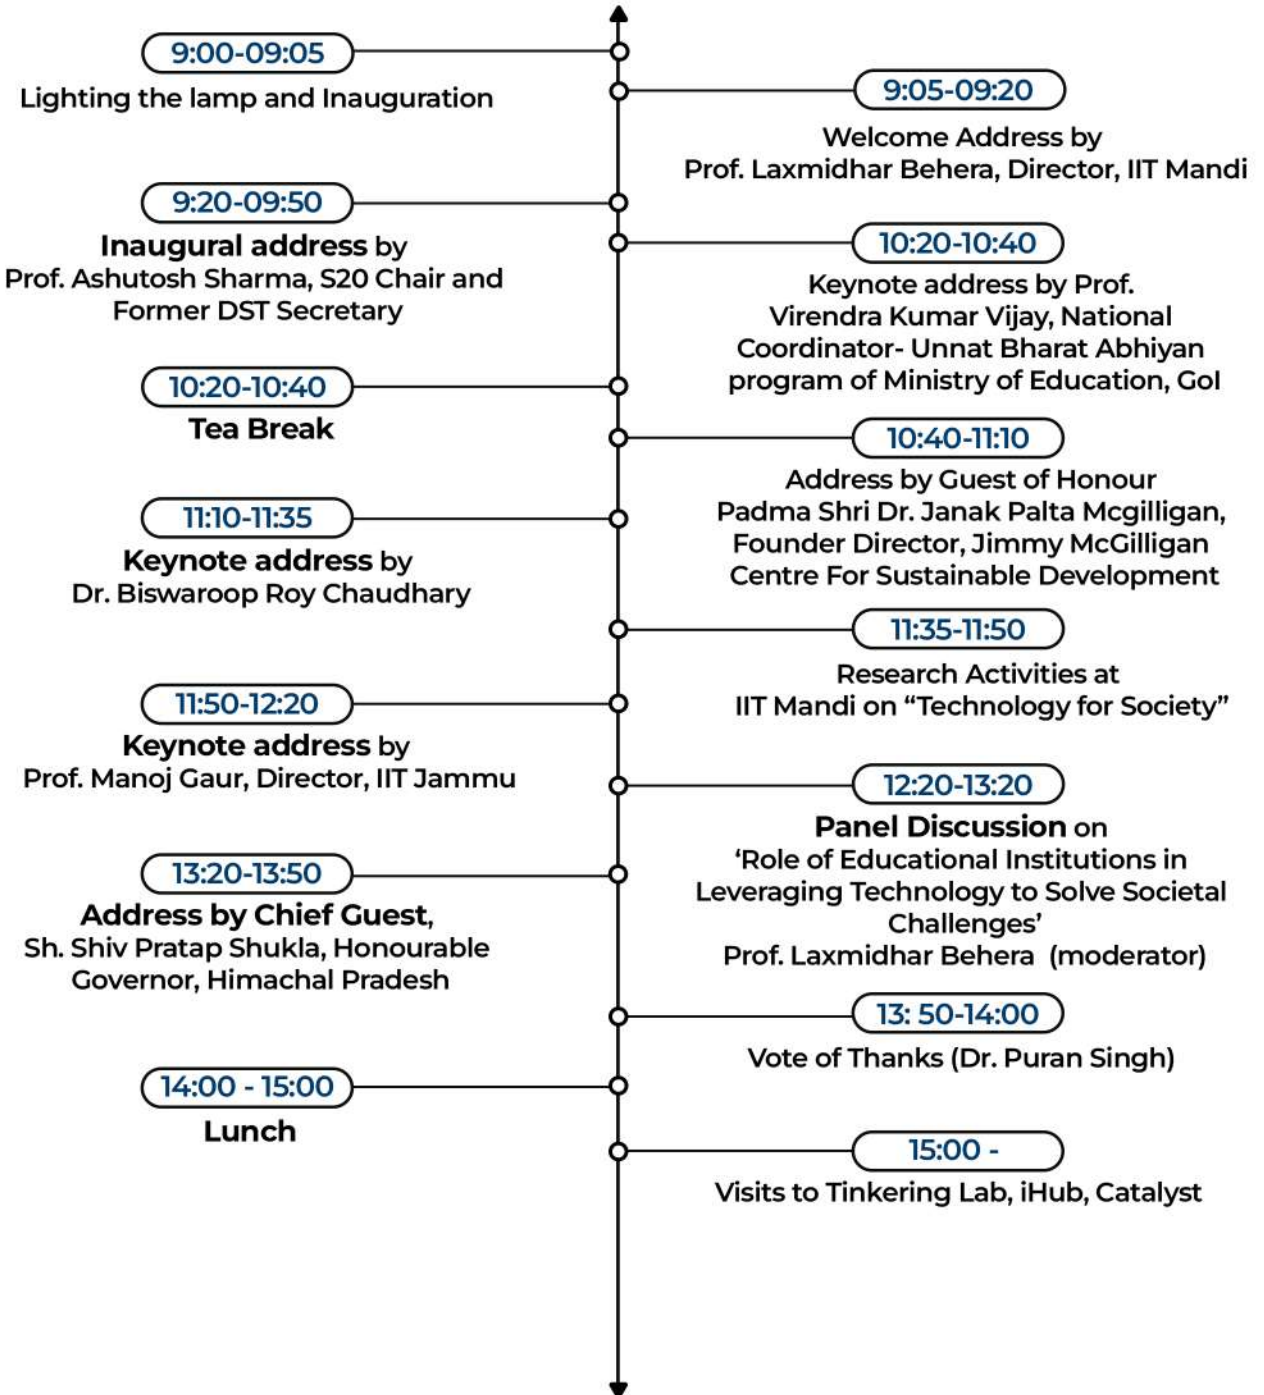 9:00-09:05
Lighting the lamp and Inauguration
9:05-09:20
Welcome Address by
Prof. Laxmidhar Behera, Director, IIT Mandi
9:20-09:50
Inaugural address by
Prof. Ashutosh Sharma, S20 Chair and
Former DST Secretary
10:20-10:40
Keynote address by Prof.
Virendra Kumar Vijay, National
Coordinator- Unnat Bharat Abhiyan
program of Ministry of Education, GoI
10:20-10:40
Tea Break
10:40-11:10
Address by Guest of Honour
Padma Shri Dr. Janak Palta Mcgilligan,
Founder Director, Jimmy McGilligan
Centre For Sustainable Development
11:10-11:35
Keynote address by
Dr. Biswaroop Roy Chaudhary
11:35-11:50
Research Activities at
IIT Mandi on “Technology for Society”
11:50-12:20
Keynote address by
Prof. Manoj Gaur, Director, IIT Jammu
12:20-13:20
Panel Discussion on
‘Role of Educational Institutions in
Leveraging Technology to Solve Societal
Challenges’
Prof. Laxmidhar Behera (moderator)
13:20-13:50
Address by Chief Guest,
Sh. Shiv Pratap Shukla, Honourable
Governor, Himachal Pradesh
13: 50-14:00
Vote of Thanks (Dr. Puran Singh)
14:00 - 15:00
Lunch
15:00 -
Visits to Tinkering Lab, iHub, Catalyst